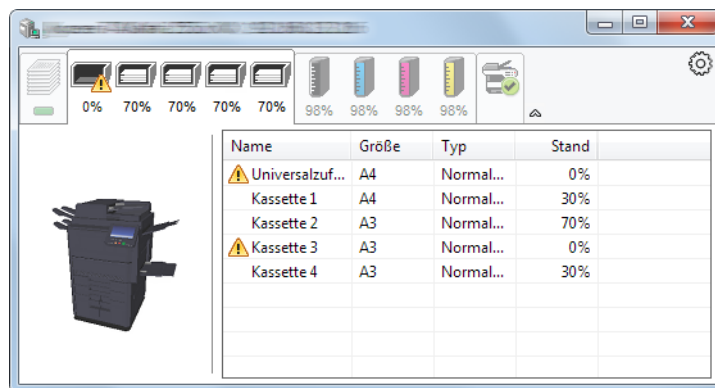 0% 70% 70% 70% 70% 98% 98% 98% 98%
Name Größe Typ Stand
Universalzuf... A4 Normal... 0%
Kassette 1 A4 Normal... 30%
Kassette 2 A3 Normal... 70%
Kassette 3 A3 Normal... 0%
Kassette 4 A3 Normal... 30%